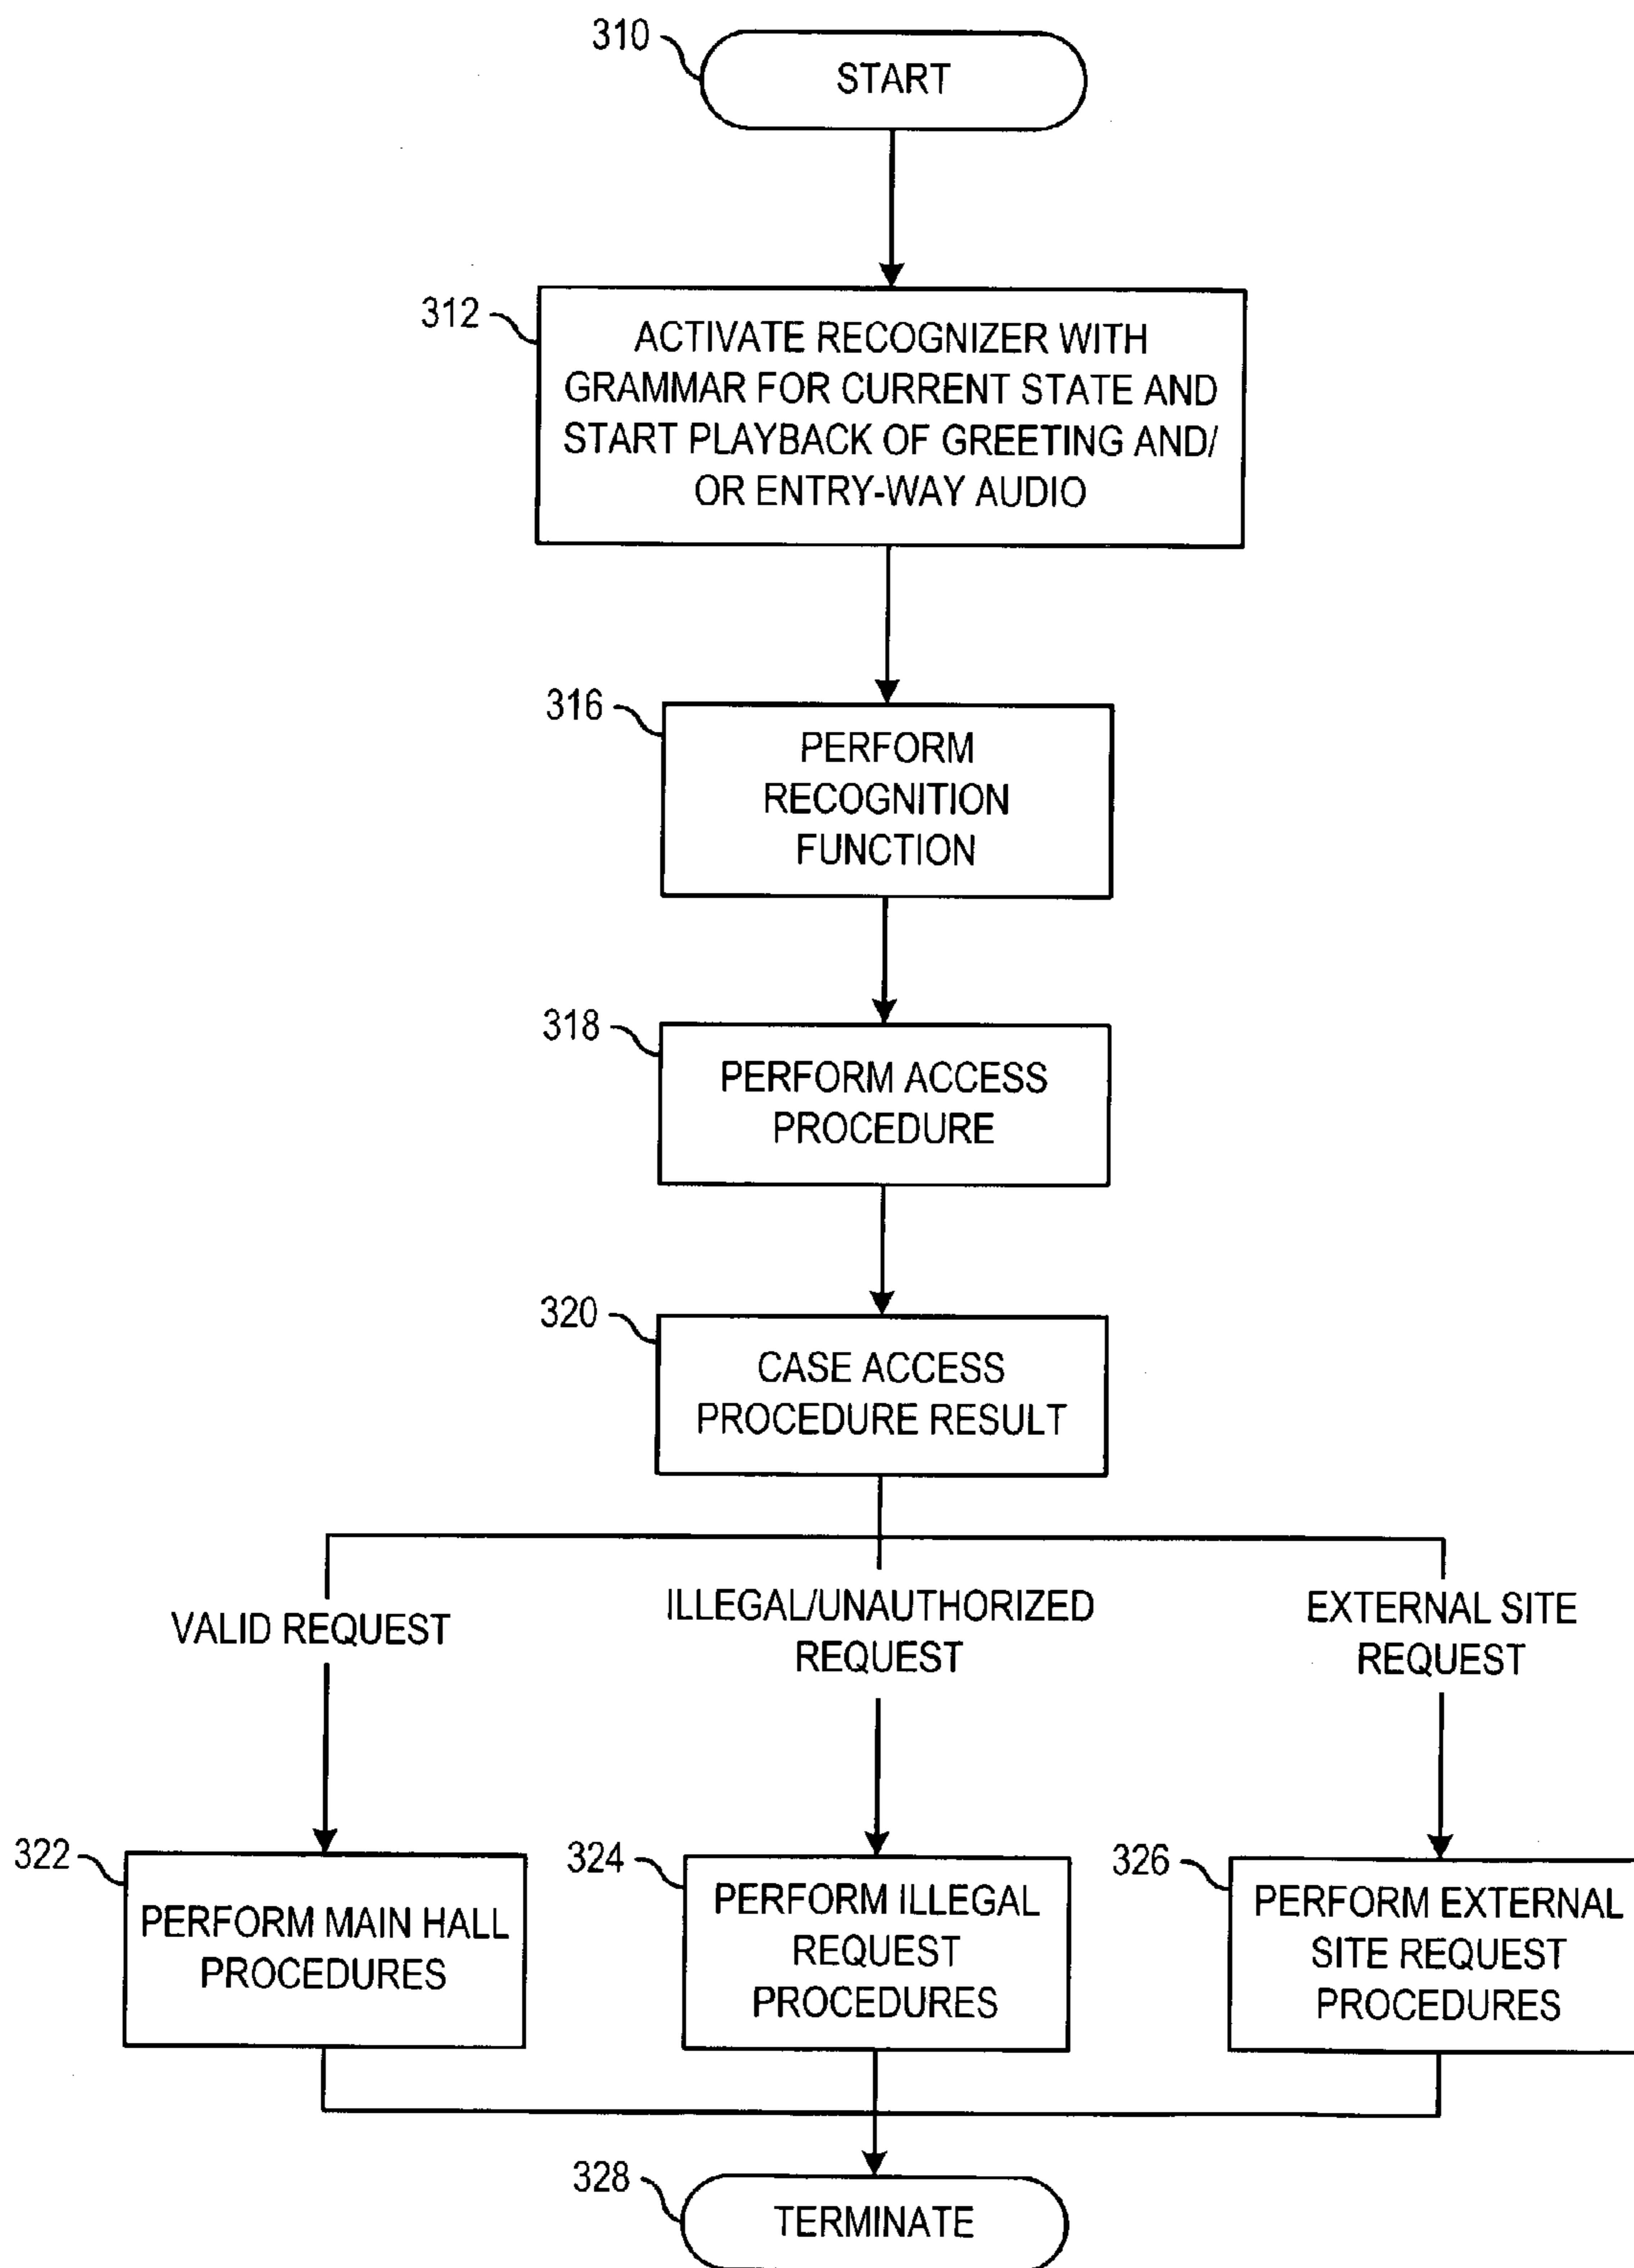 310
START
312
ACTIVATE RECOGNIZER WITH
GRAMMAR FOR CURRENT STATE AND
START PLAYBACK OF GREETING AND/
OR ENTRY-WAY AUDIO
316
PERFORM
RECOGNITION
FUNCTION
318
PERFORM ACCESS
PROCEDURE
320
CASE ACCESS
PROCEDURE RESULT
VALID REQUEST
ILLEGAL/UNAUTHORIZED
REQUEST
EXTERNAL SITE
REQUEST
322
PERFORM MAIN HALL
PROCEDURES
324
PERFORM ILLEGAL
REQUEST
PROCEDURES
326
PERFORM EXTERNAL
SITE REQUEST
PROCEDURES
328
TERMINATE